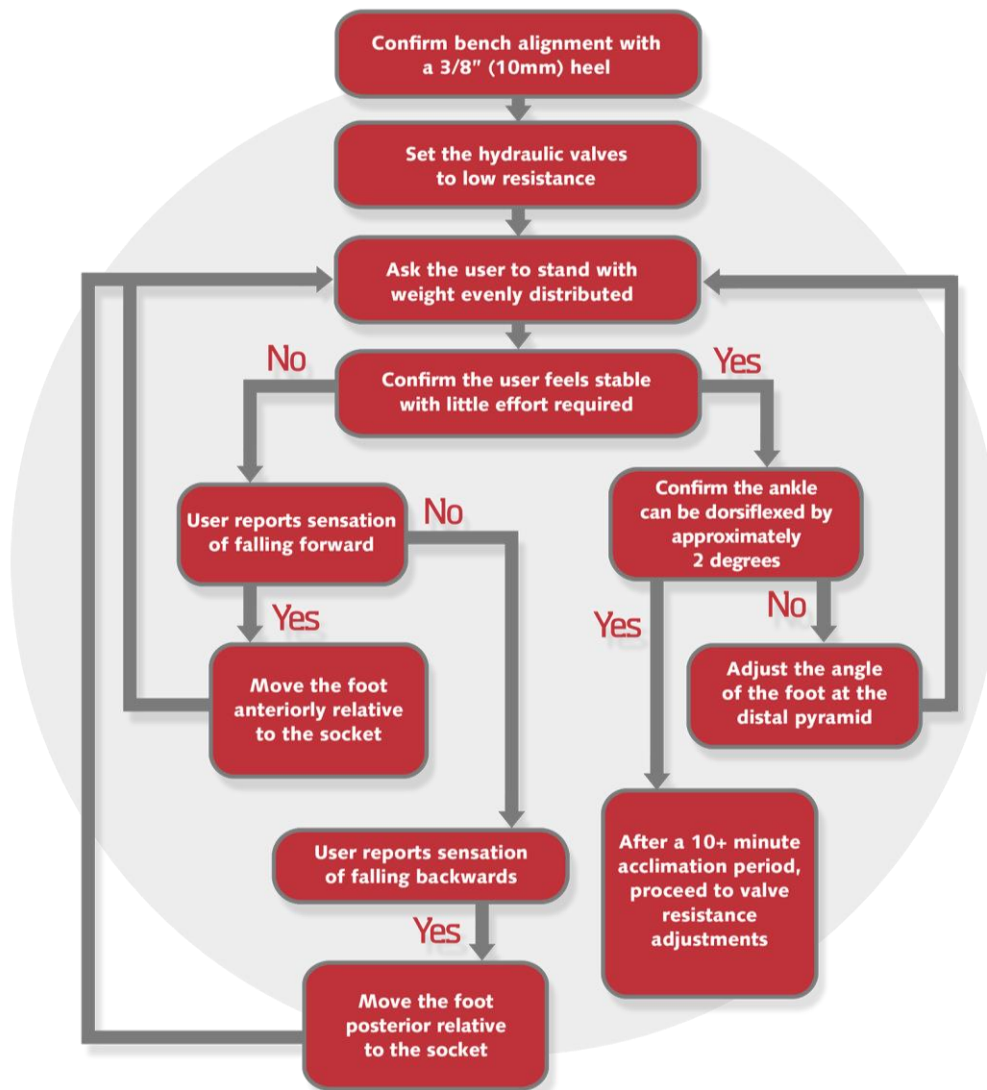 Confirm bench alignment with
a 3/8” (10mm) heel
Set the hydraulic valves
to low resistance
Ask the user to stand with
weight evenly distributed
No
Yes
Confirm the user feels stable
with little effort required
User reports sensation
of falling forward
No
Confirm the ankle
can be dorsiflexed by
approximately
2 degrees
Yes
Yes
No
Move the foot
anteriorly relative
to the socket
Adjust the angle
of the foot at the
distal pyramid
User reports sensation
of falling backwards
After a 10+ minute
acclimation period,
proceed to valve
resistance
adjustments
Yes
Move the foot
posterior relative
to the socket